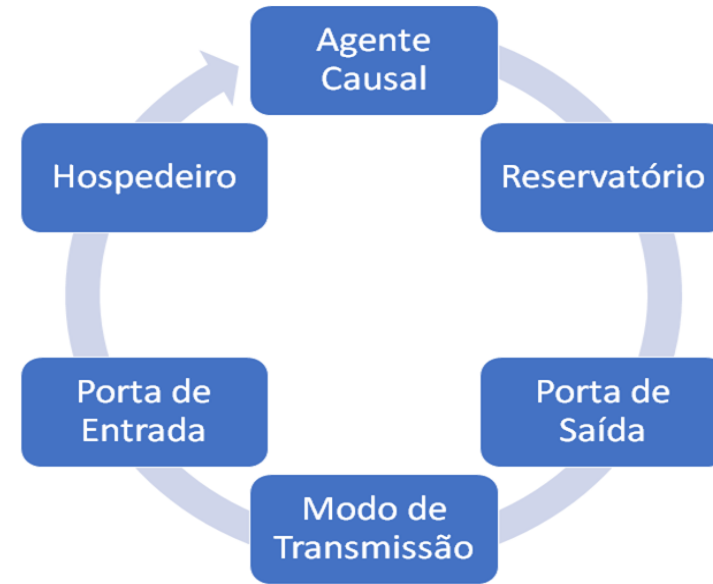 Agente
Causal
Reservatório
Porta de
Saída
Modo de
Transmissão
Porta de
Entrada
Hospedeiro